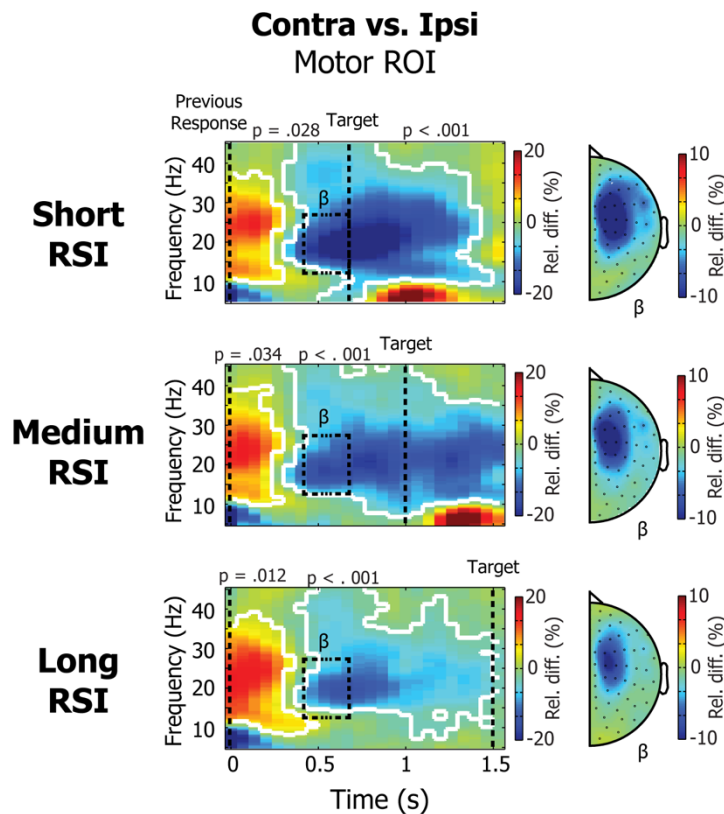 Contra vs. Ipsi
Motor ROI
Previous
Response
p = .028
Target
p < .001
Short
RSI
Frequency (Hz)
40
30
20
10
β
20
0
-20
Rel. diff. (%)
10
0
-10
Rel. diff. (%)
β
Target
p = .034
p < . 001
Medium
RSI
Frequency (Hz)
40
30
20
10
β
20
0
-20
Rel. diff. (%)
10
0
-10
Rel. diff. (%)
Target
p = .012
p < . 001
Long
RSI
Frequency (Hz)
40
30
20
10
β
20
0
-20
Rel. diff. (%)
10
0
-10
Rel. diff. (%)
β
0 0.5 1 1.5
Time (s)